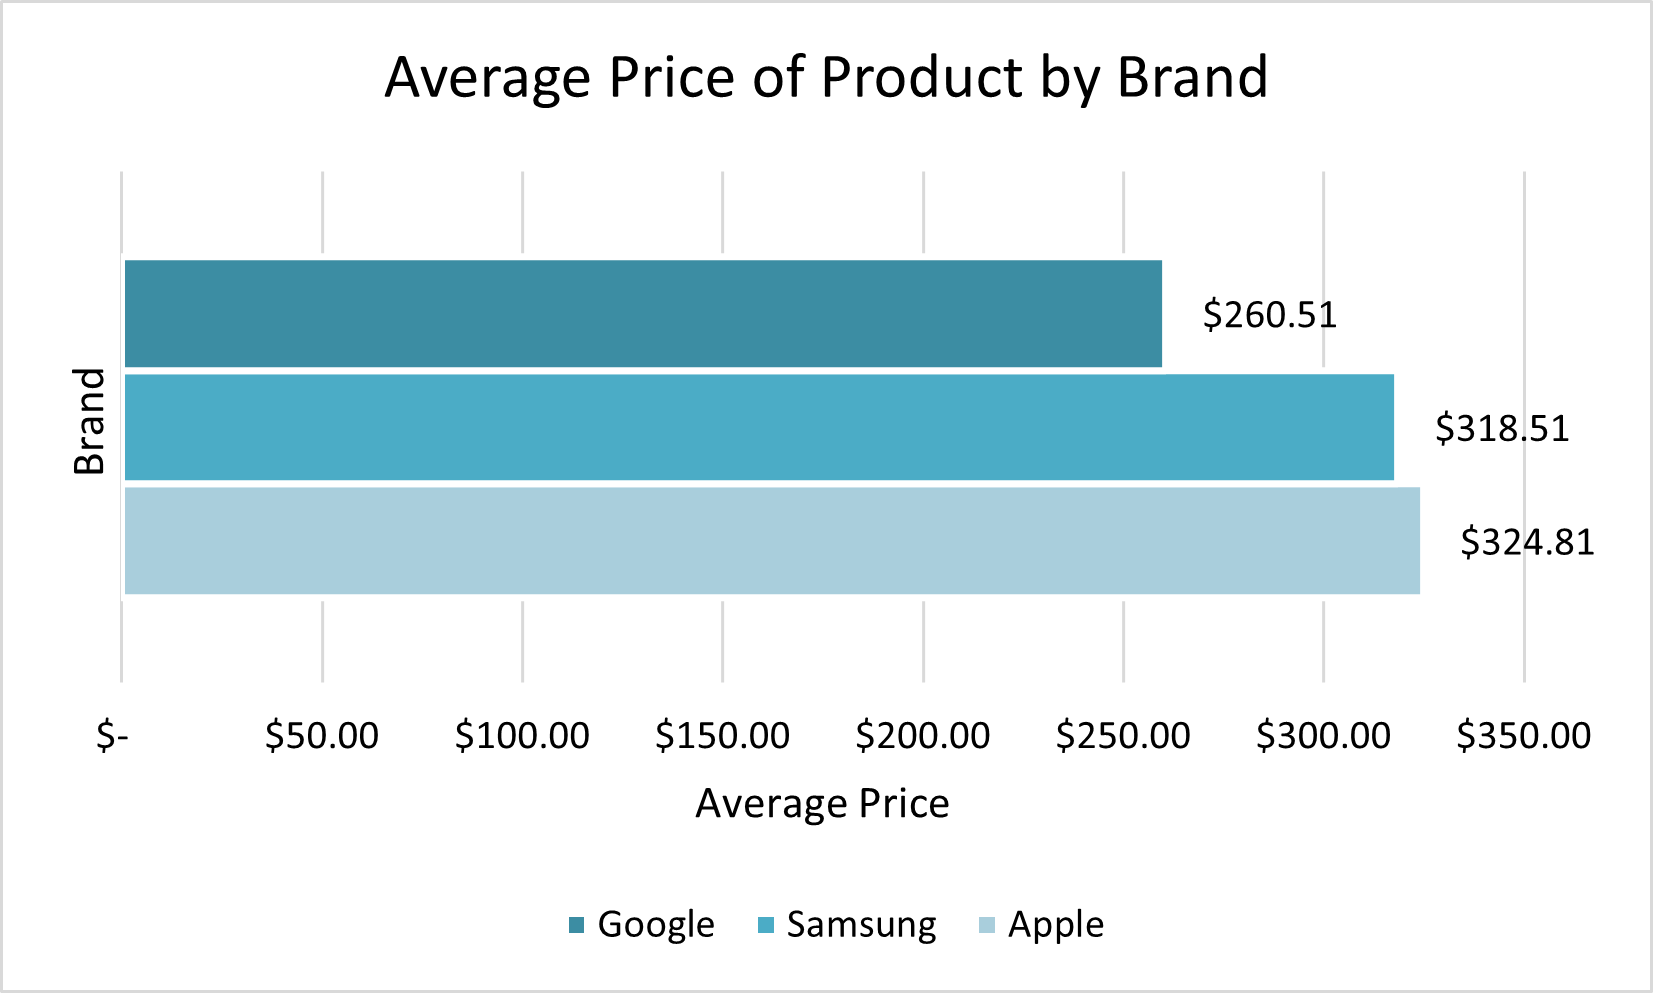 Average Price of Product by Brand
$260.51
$318.51
$324.81
Brand
$- $50.00 $100.00 $150.00 $200.00 $250.00 $300.00 $350.00
Average Price
Google Samsung Apple